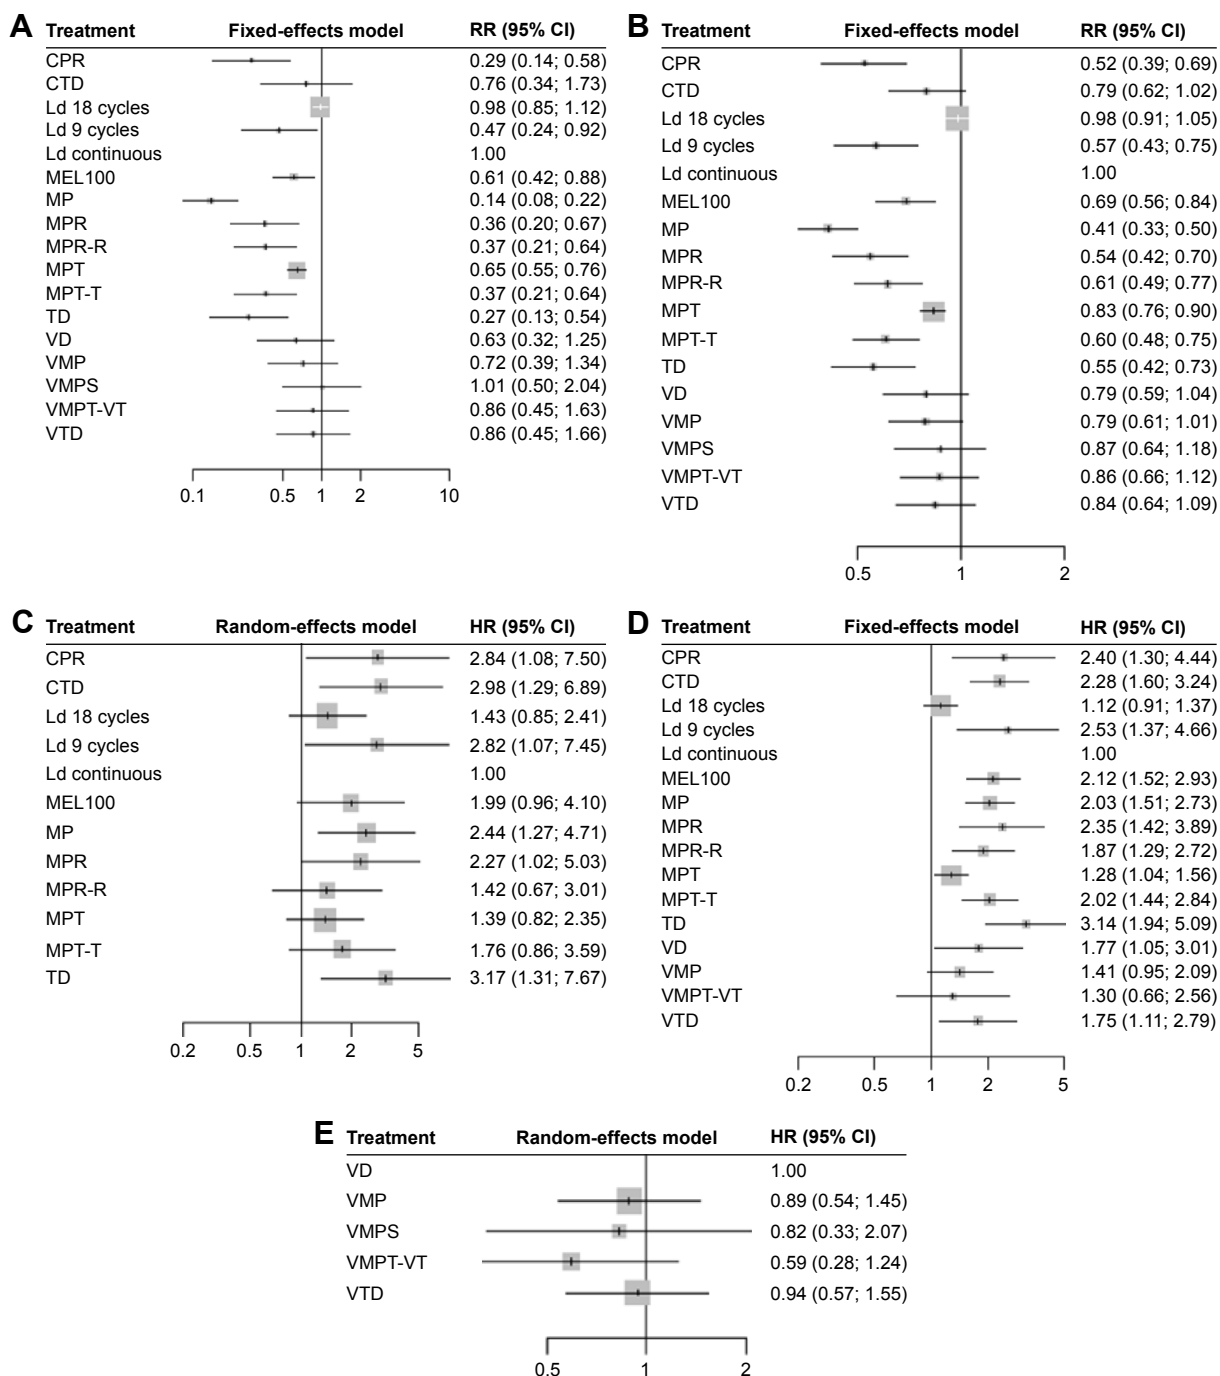 A Treatment Fixed-effects model RR (95% CI)
CPR 0.29 (0.14; 0.58)
CTD 0.76 (0.34; 1.73)
Ld 18 cycles 0.98 (0.85; 1.12)
Ld 9 cycles 0.47 (0.24; 0.92)
Ld continuous 1.00
MEL100 0.61 (0.42; 0.88)
MP 0.14 (0.08; 0.22)
MPR 0.36 (0.20; 0.67)
MPR-R 0.37 (0.21; 0.64)
MPT 0.65 (0.55; 0.76)
MPT-T 0.37 (0.21; 0.64)
TD 0.27 (0.13; 0.54)
VD 0.63 (0.32; 1.25)
VMP 0.72 (0.39; 1.34)
VMPS 1.01 (0.50; 2.04)
VMPT-VT 0.86 (0.45; 1.63)
VTD 0.86 (0.45; 1.66)
0.1 0.5 1 2 10
B Treatment Fixed-effects model RR (95% CI)
CPR 0.52 (0.39; 0.69)
CTD 0.79 (0.62; 1.02)
Ld 18 cycles 0.98 (0.91; 1.05)
Ld 9 cycles 0.57 (0.43; 0.75)
Ld continuous 1.00
MEL100 0.69 (0.56; 0.84)
MP 0.41 (0.33; 0.50)
MPR 0.54 (0.42; 0.70)
MPR-R 0.61 (0.49; 0.77)
MPT 0.83 (0.76; 0.90)
MPT-T 0.60 (0.48; 0.75)
TD 0.55 (0.42; 0.73)
VD 0.79 (0.59; 1.04)
VMP 0.79 (0.61; 1.01)
VMPS 0.87 (0.64; 1.18)
VMPT-VT 0.86 (0.66; 1.12)
VTD 0.84 (0.64; 1.09)
0.5 1 2
C Treatment Random-effects model HR (95% CI)
CPR 2.84 (1.08; 7.50)
CTD 2.98 (1.29; 6.89)
Ld 18 cycles 1.43 (0.85; 2.41)
Ld 9 cycles 2.82 (1.07; 7.45)
Ld continuous 1.00
MEL100 1.99 (0.96; 4.10)
MP 2.44 (1.27; 4.71)
MPR 2.27 (1.02; 5.03)
MPR-R 1.42 (0.67; 3.01)
MPT 1.39 (0.82; 2.35)
MPT-T 1.76 (0.86; 3.59)
TD 3.17 (1.31; 7.67)
0.2 0.5 1 2 5
D Treatment Fixed-effects model HR (95% CI)
CPR 2.40 (1.30; 4.44)
CTD 2.28 (1.60; 3.24)
Ld 18 cycles 1.12 (0.91; 1.37)
Ld 9 cycles 2.53 (1.37; 4.66)
Ld continuous 1.00
MEL100 2.12 (1.52; 2.93)
MP 2.03 (1.51; 2.73)
MPR 2.35 (1.42; 3.89)
MPR-R 1.87 (1.29; 2.72)
MPT 1.28 (1.04; 1.56)
MPT-T 2.02 (1.44; 2.84)
TD 3.14 (1.94; 5.09)
VD 1.77 (1.05; 3.01)
VMP 1.41 (0.95; 2.09)
VMPT-VT 1.30 (0.66; 2.56)
VTD 1.75 (1.11; 2.79)
0.2 0.5 1 2 5
E Treatment Random-effects model HR (95% CI)
VD 1.00
VMP 0.89 (0.54; 1.45)
VMPS 0.82 (0.33; 2.07)
VMPT-VT 0.59 (0.28; 1.24)
VTD 0.94 (0.57; 1.55)
0.5 1 2